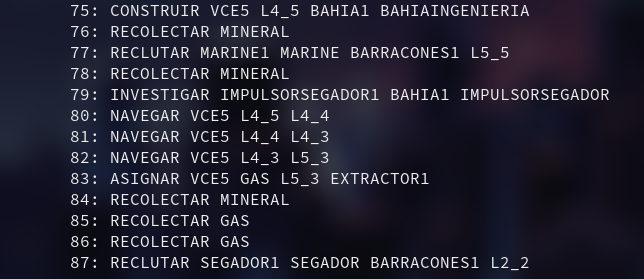 75: CONSTRUIR VCE5 L4_5 BAHIA1 BAHIAINGENIERIA
76: RECOLECTAR MINERAL
77: RECLUTAR MARINE1 MARINE BARRACONES1 L5_5
78: RECOLECTAR MINERAL
79: INVESTIGAR IMPULSORSEGADOR1 BAHIA1 IMPULSORSEGADOR
80: NAVEGAR VCE5 L4_5 L4_4
81: NAVEGAR VCE5 L4_4 L4_3
82: NAVEGAR VCE5 L4_3 L5_3
83: ASIGNAR VCE5 GAS L5_3 EXTRACTOR1
84: RECOLECTAR MINERAL
85: RECOLECTAR GAS
86: RECOLECTAR GAS
87: RECLUTAR SEGADOR1 SEGADOR BARRACONES1 L2_2